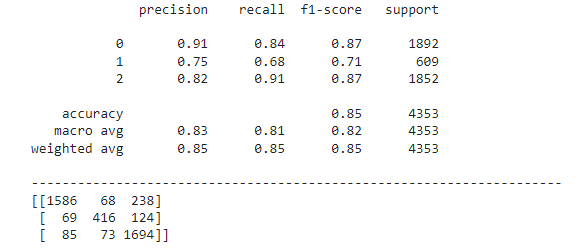 precision recall f1-score support
0 0.91 0.84 0.87 1892
1 0.75 0.68 0.71 609
2 0.82 0.91 0.87 1852
accuracy 0.85 4353
macro avg 0.83 0.81 0.82 4353
weighted avg 0.85 0.85 0.85 4353
----------------------------------------------------------------------
[[1586 68 238]
[ 69 416 124]
[ 85 73 1694]]